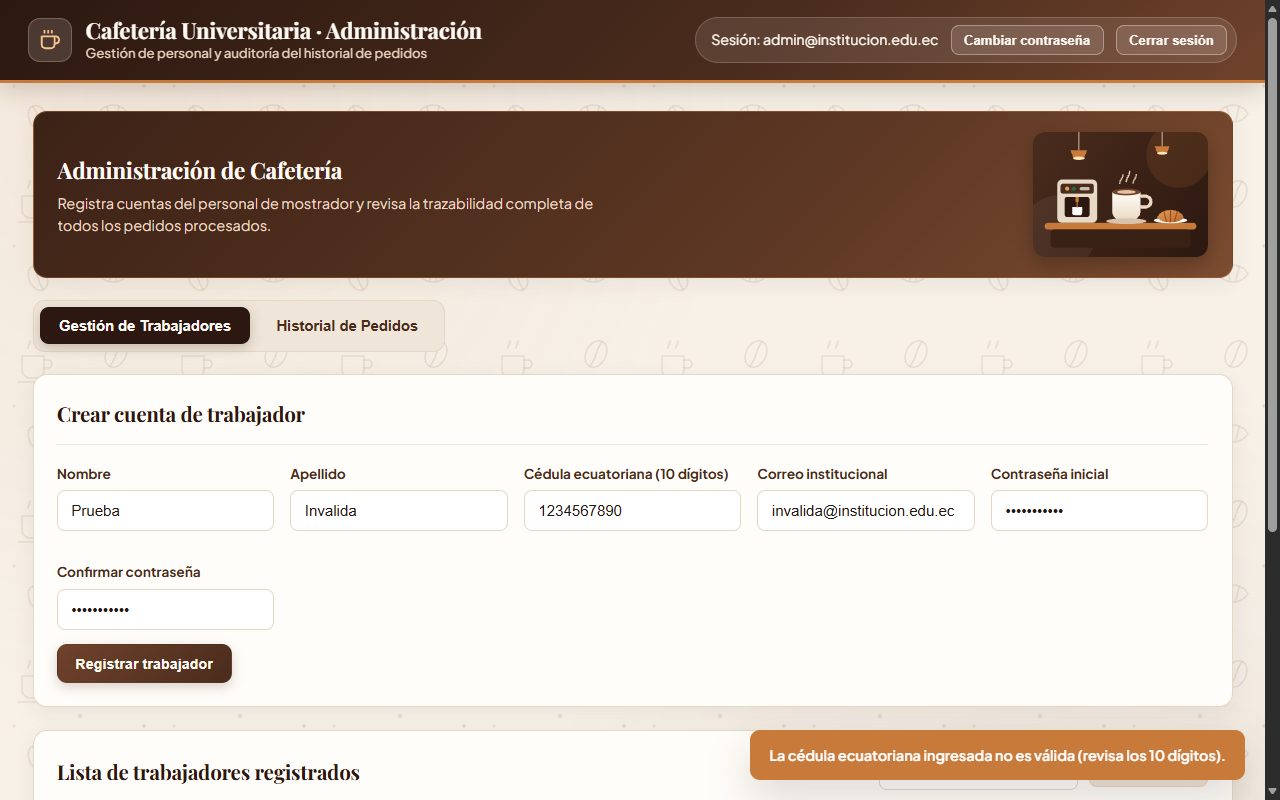 Cafetería Universitaria · Administración
Gestión de personal y auditoría del historial de pedidos
Sesión: admin@institucion.edu.ec
Cambiar contraseña
Cerrar sesión
Administración de Cafetería
Registra cuentas del personal de mostrador y revisa la trazabilidad completa de
todos los pedidos procesados.
Gestión de Trabajadores
Historial de Pedidos
Crear cuenta de trabajador
Nombre
Apellido
Cédula ecuatoriana (10 dígitos)
Correo institucional
Contraseña inicial
Prueba
Invalida
1234567890
invalida@institucion.edu.ec
•••••••••••
Confirmar contraseña
•••••••••••
Registrar trabajador
Lista de trabajadores registrados
La cédula ecuatoriana ingresada no es válida (revisa los 10 dígitos).